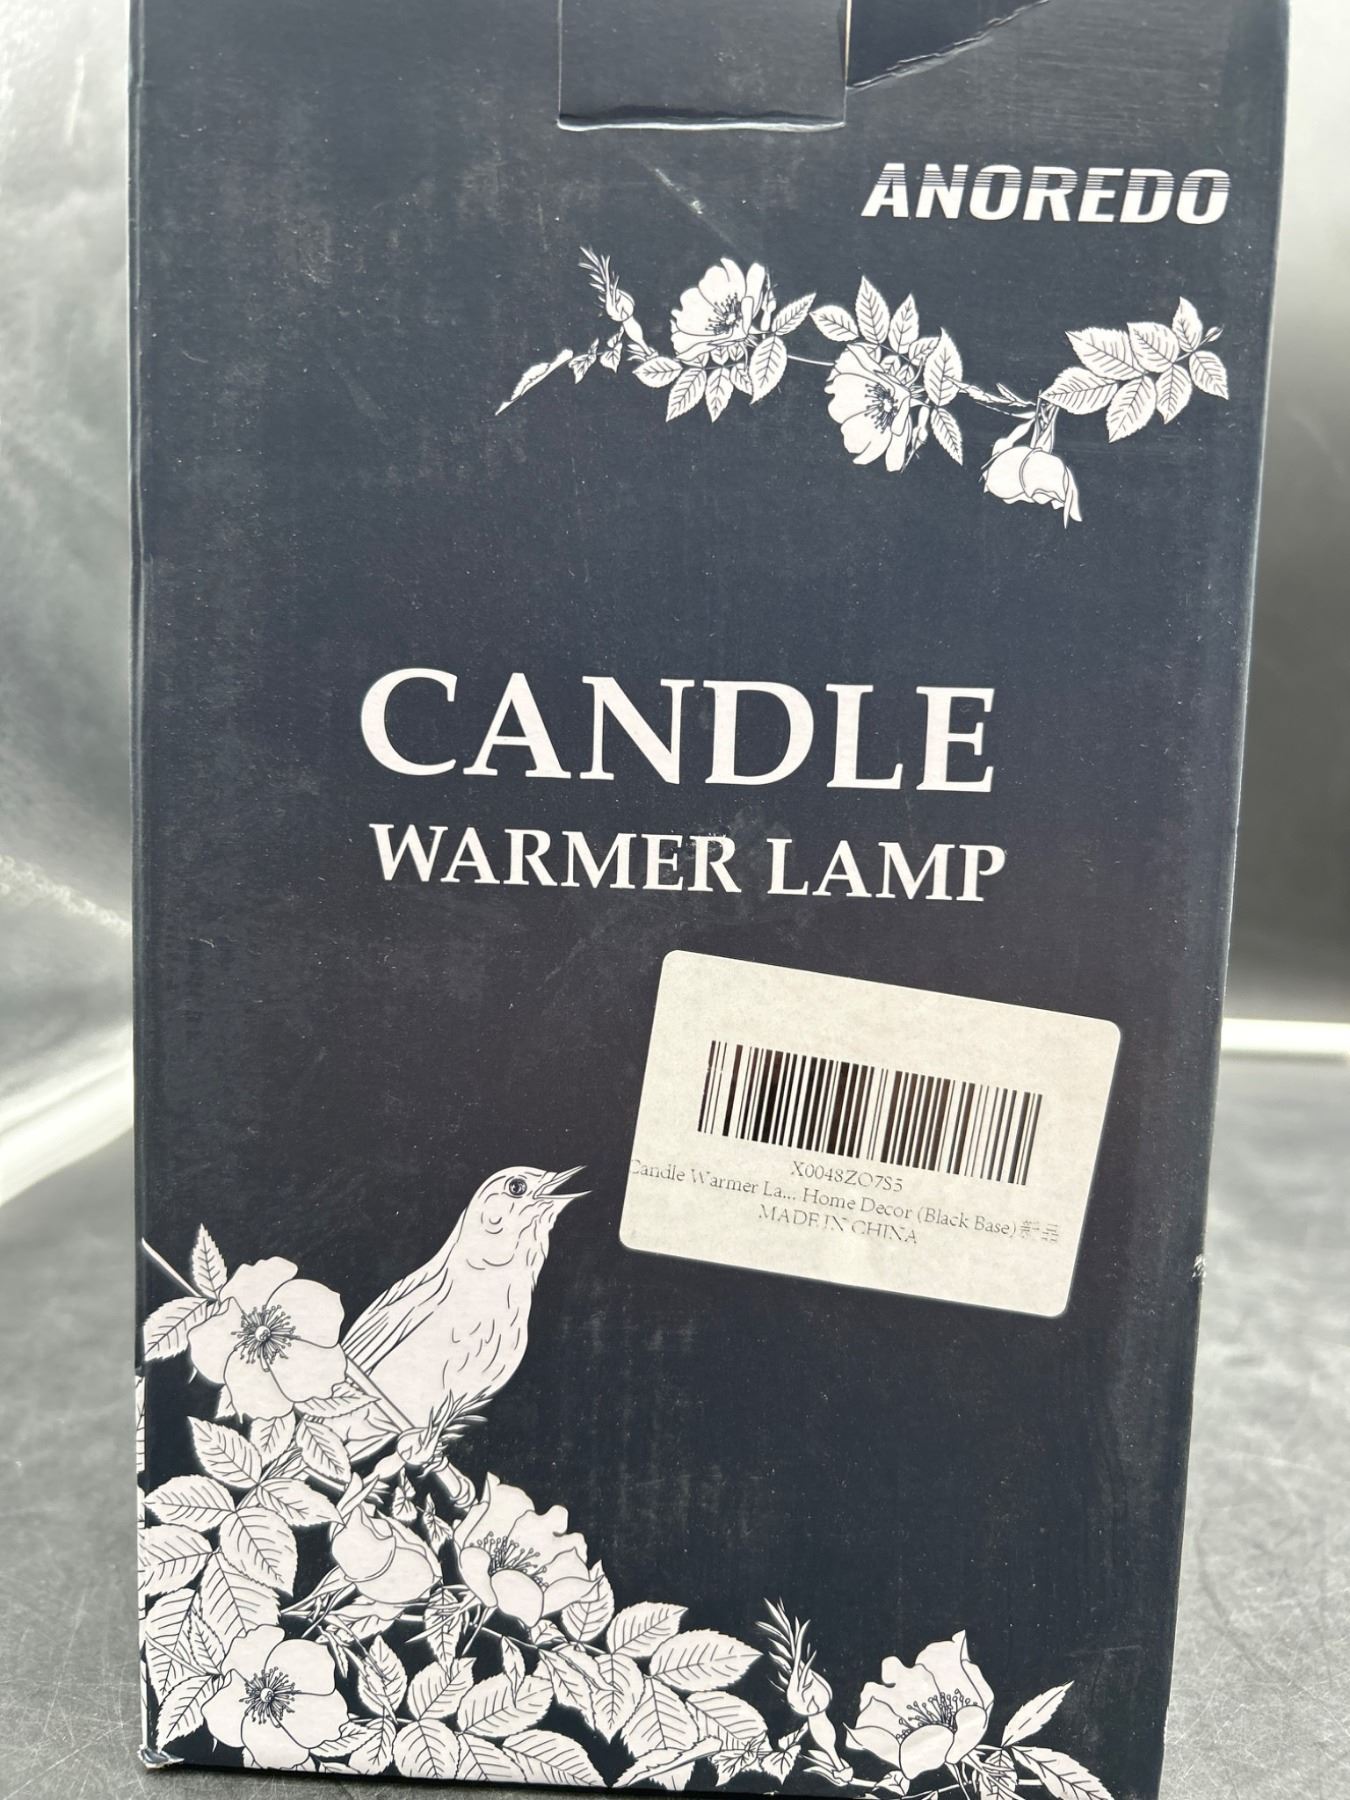 ANOREDO
CANDLE
WARMER LAMP
X0048ZO7S5
Candle Warmer La... Home Decor (Black Base)
MADE IN CHINA